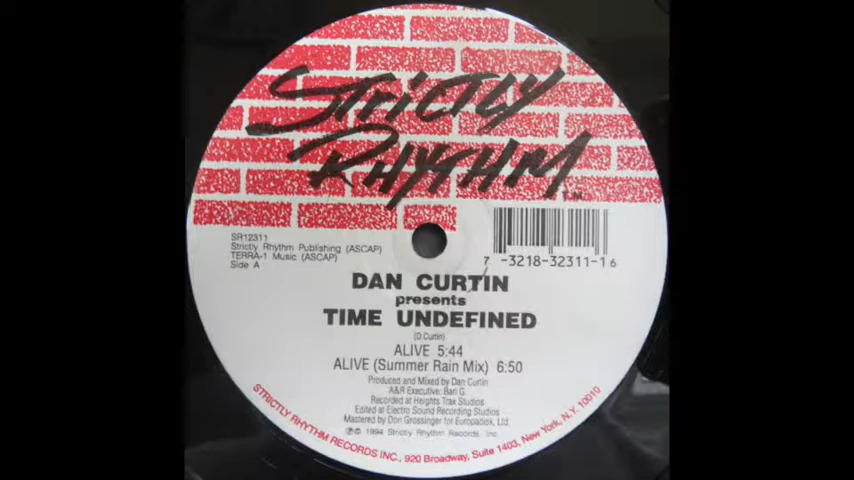 STRICTLY
RHYTHM™
SR12311
Strictly Rhythm Publishing (ASCAP)
TERRA-1 Music (ASCAP)
Side A
7 -3218-32311-1 6
DAN CURTIN
presents
TIME UNDEFINED
(D.Curtin)
ALIVE 5:44
ALIVE (Summer Rain Mix) 6:50
Produced and Mixed by Dan Curtin
A&R Executive: Bari G.
Recorded at Heights Trax Studios
Edited at Electro Sound Recording Studios
Mastered by Don Grossinger for Europadisk, Ltd.
℗© 1994 Strictly Rhythm Records, Inc.
STRICTLY RHYTHM RECORDS INC., 920 Broadway, Suite 1403, New York, N.Y. 10010